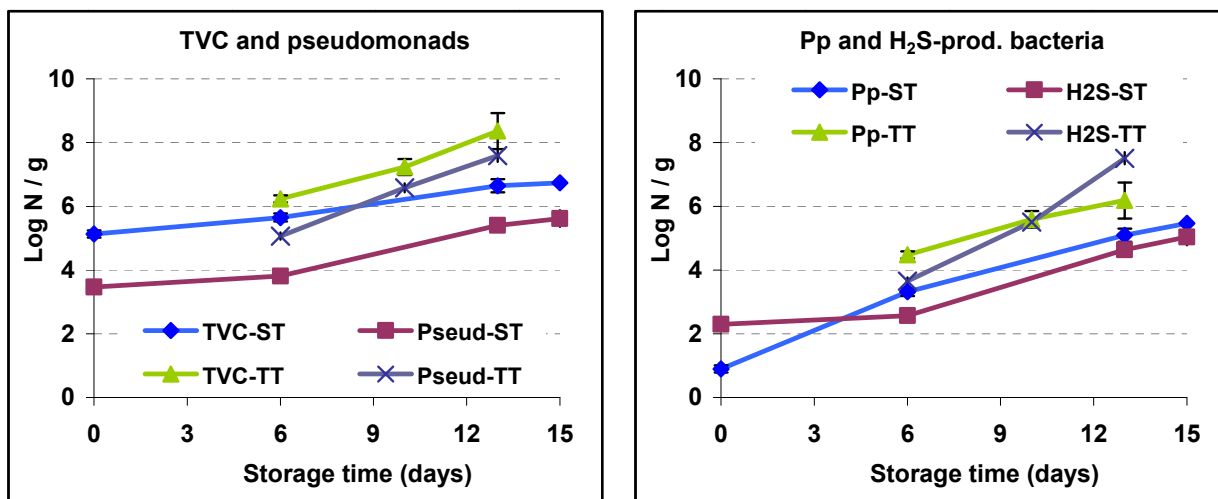 TVC and pseudomonads
10
8
6
4
2
0
Log N / g
TVC-ST
Pseud-ST
TVC-TT
Pseud-TT
0 3 6 9 12 15
Storage time (days)
Pp and H₂S-prod. bacteria
10
8
6
4
2
0
Log N / g
Pp-ST
H2S-ST
Pp-TT
H2S-TT
0 3 6 9 12 15
Storage time (days)